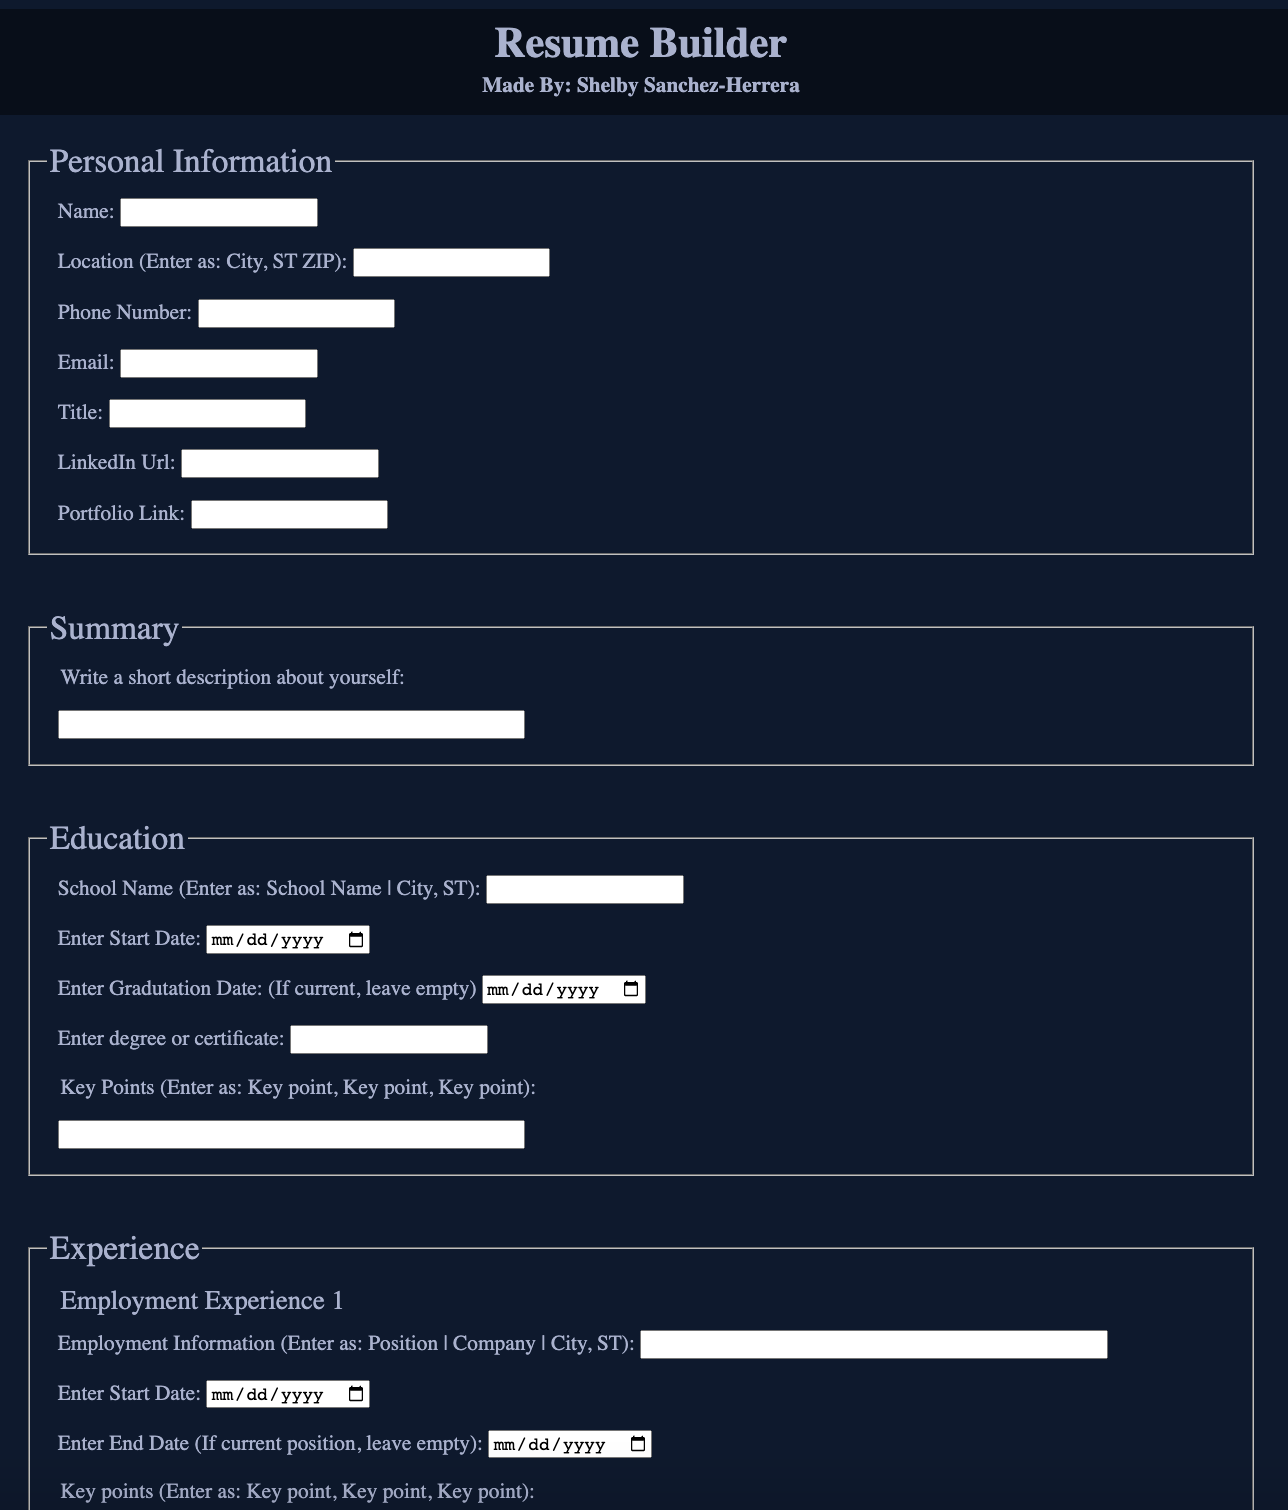 Resume Builder
Made By: Shelby Sanchez-Herrera
Personal Information
Name:
Location (Enter as: City, ST ZIP):
Phone Number:
Email:
Title:
LinkedIn Url:
Portfolio Link:
Summary
Write a short description about yourself:
Education
School Name (Enter as: School Name | City, ST):
Enter Start Date: mm/dd/yyyy
Enter Gradutation Date: (If current, leave empty) mm/dd/yyyy
Enter degree or certificate:
Key Points (Enter as: Key point, Key point, Key point):
Experience
Employment Experience 1
Employment Information (Enter as: Position | Company | City, ST):
Enter Start Date: mm/dd/yyyy
Enter End Date (If current position, leave empty): mm/dd/yyyy
Key points (Enter as: Key point, Key point, Key point):